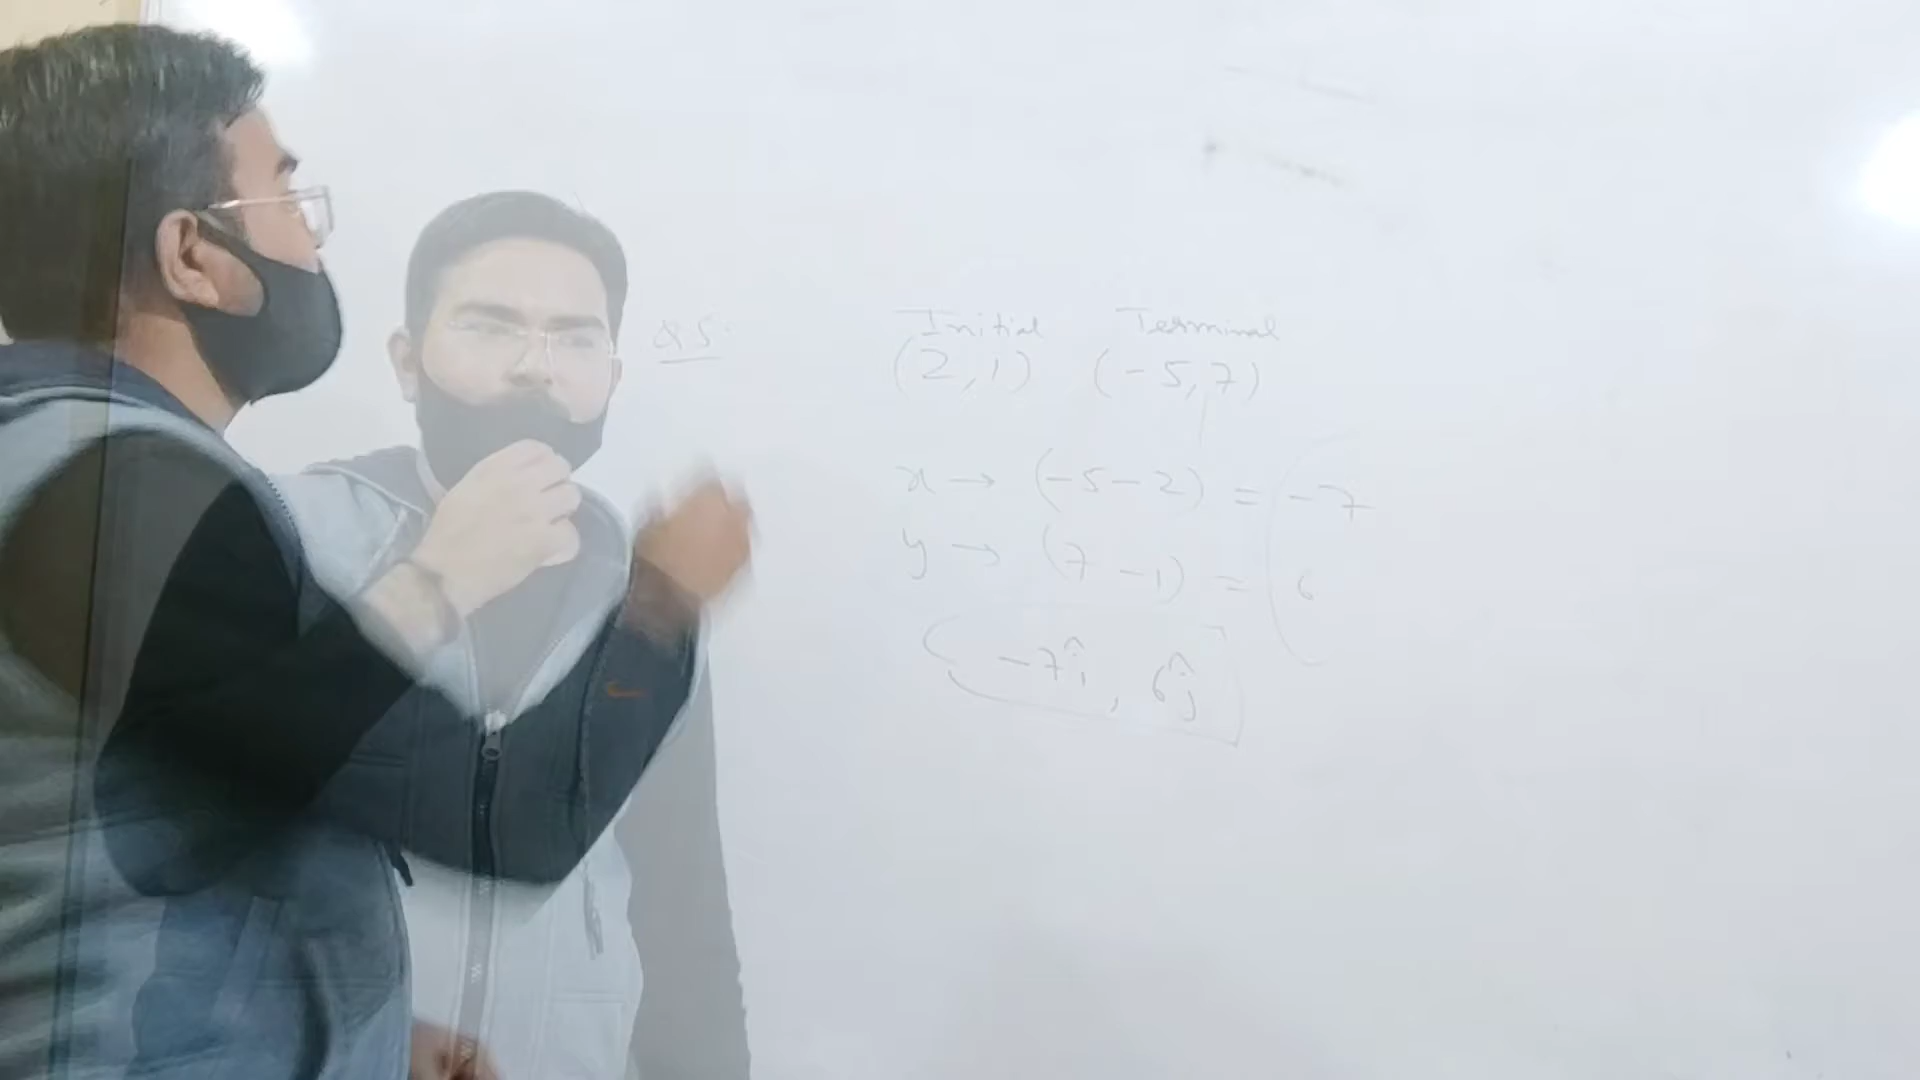 Q5.
Initial Terminal
(2,1) (-5,7)
x → (-5-2) = -7
y → (7-1) = 6
-7î, 6ĵ